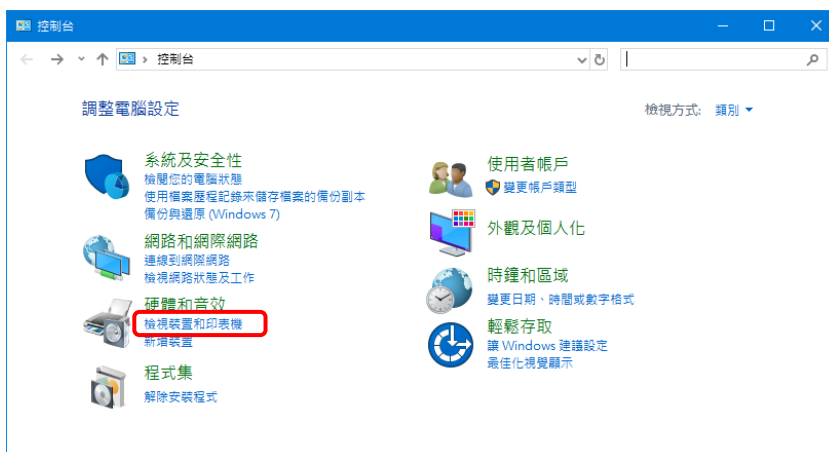 控制台
控制台
調整電腦設定
檢視方式: 類別
系統及安全性
檢閱您的電腦狀態
使用檔案歷程記錄來儲存檔案的備份副本
備份與還原 (Windows 7)
網路和網際網路
連線到網際網路
檢視網路狀態及工作
硬體和音效
檢視裝置和印表機
新增裝置
程式集
解除安裝程式
使用者帳戶
變更帳戶類型
外觀及個人化
時鐘和區域
變更日期、時間或數字格式
輕鬆存取
讓 Windows 建議設定
最佳化視覺顯示